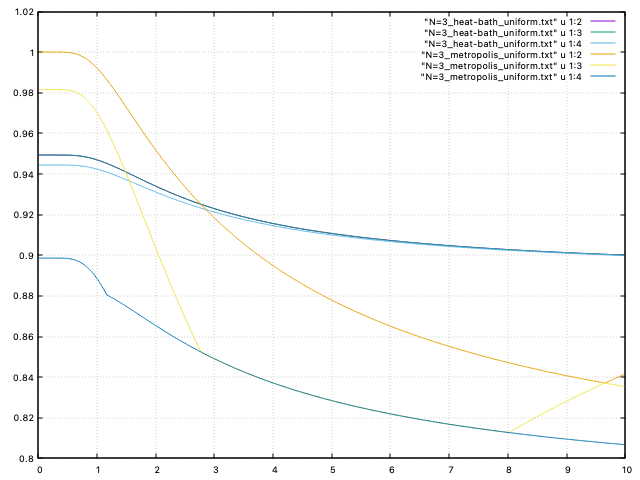 1.02
1
0.98
0.96
0.94
0.92
0.9
0.88
0.86
0.84
0.82
0.8
"N=3_heat-bath_uniform.txt" u 1:2
"N=3_heat-bath_uniform.txt" u 1:3
"N=3_heat-bath_uniform.txt" u 1:4
"N=3_metropolis_uniform.txt" u 1:2
"N=3_metropolis_uniform.txt" u 1:3
"N=3_metropolis_uniform.txt" u 1:4
0 1 2 3 4 5 6 7 8 9 10